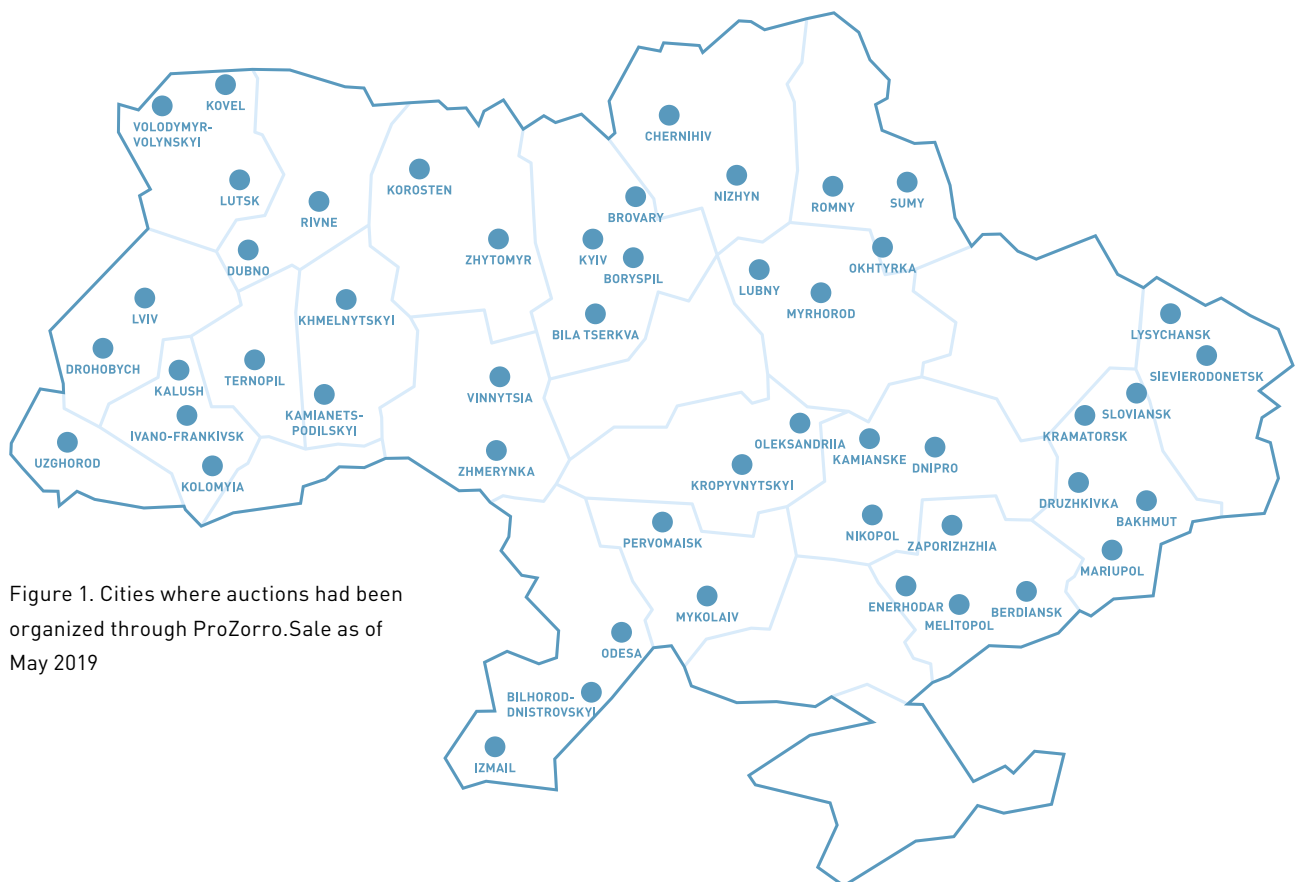 KOVEL
VOLODYMYR-
VOLYNSKYI
CHERNIHIV
LUTSK
KOROSTEN
NIZHYN
ROMNY
SUMY
RIVNE
BROVARY
DUBNO
ZHYTOMYR
KYIV
BORYSPIL
OKHTYRKA
LUBNY
MYRHOROD
LVIV
KHMELNYTSKYI
BILA TSERKVA
LYSYCHANSK
DROHOBYCH
KALUSH
TERNOPIL
VINNYTSIA
SIEVIERODONETSK
SLOVIANSK
IVANO-FRANKIVSK
KAMIANETS-
PODILSKYI
OLEKSANDRIIA
KAMIANSKE
KRAMATORSK
UZGHOROD
KOLOMYIA
ZHMERYNKA
KROPYVNYTSKYI
DNIPRO
DRUZHKIVKA
BAKHMUT
PERVOMAISK
NIKOPOL
ZAPORIZHZHIA
MARIUPOL
MYKOLAIV
ENERHODAR
MELITOPOL
BERDIANSK
ODESA
BILHOROD-
DNISTROVSKYI
IZMAIL
Figure 1. Cities where auctions had been
organized through ProZorro.Sale as of
May 2019